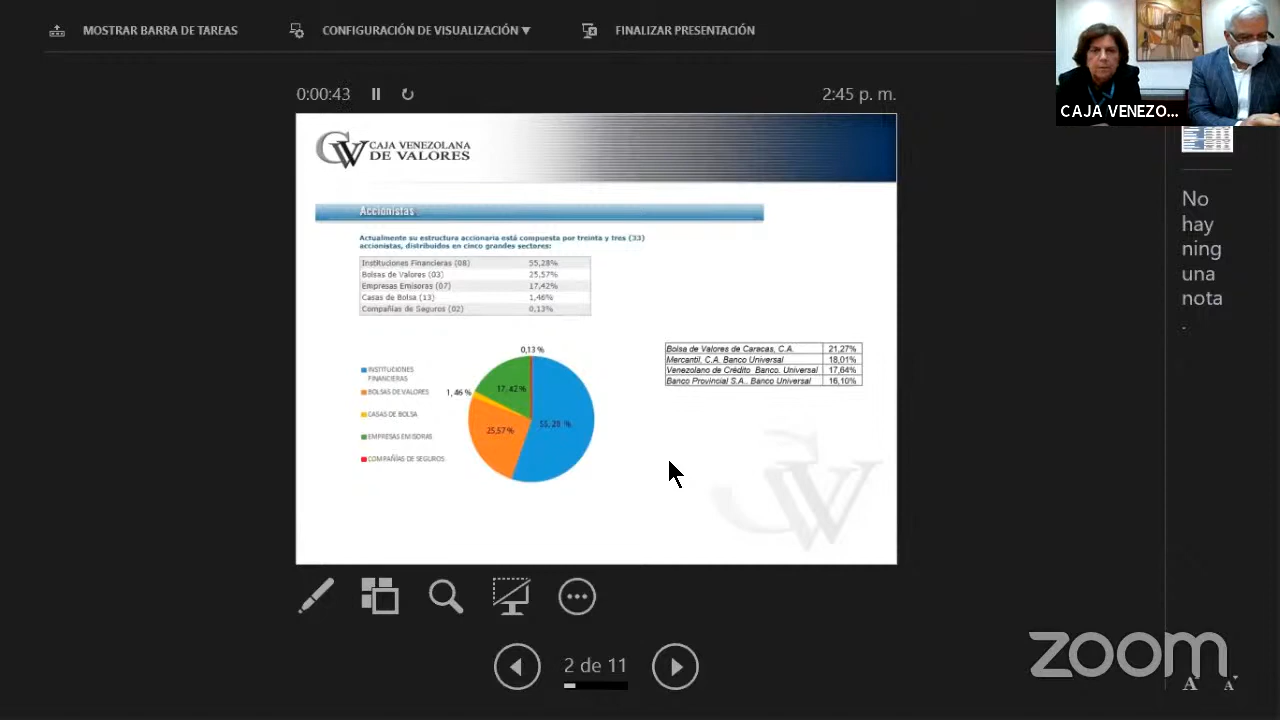 MOSTRAR BARRA DE TAREAS
CONFIGURACIÓN DE VISUALIZACIÓN ▼
FINALIZAR PRESENTACIÓN
CAJA VENEZO...
0:00:43
2:45 p. m.
CAJA VENEZOLANA
DE VALORES
Accionistas
Actualmente su estructura accionaria está compuesta por treinta y tres (33)
accionistas, distribuidos en cinco grandes sectores:
Instituciones Financieras (08) 55,28%
Bolsas de Valores (03) 25,57%
Empresas Emisoras (07) 17,42%
Casas de Bolsa (13) 1,46%
Compañías de Seguros (02) 0,13%
Bolsa de Valores de Caracas, C.A. 21,27%
Mercantil, C.A. Banco Universal 18,01%
Venezolano de Crédito Banco. Universal 17,64%
Banco Provincial S.A.. Banco Universal 16,10%
INSTITUCIONES
FINANCIERAS
BOLSAS DE VALORES
CASAS DE BOLSA
EMPRESAS EMISORAS
COMPAÑÍAS DE SEGUROS
0,13 %
17, 42 %
1, 46 %
55, 28 %
25,57 %
No
hay
ning
una
nota
.
2 de 11
zoom
A A